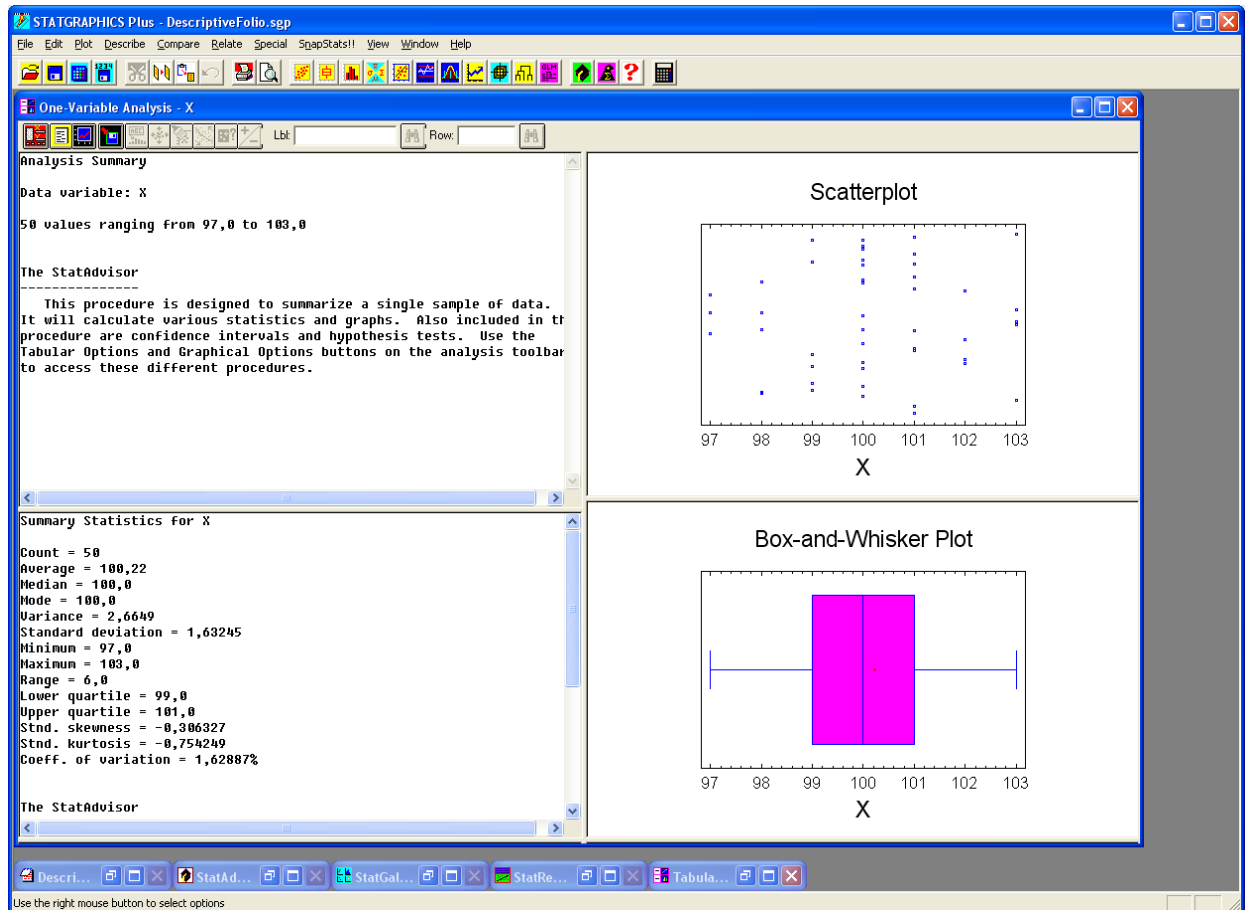 STATGRAPHICS Plus - DescriptiveFolio.sgp
File Edit Plot Describe Compare Relate Special SnapStats!! View Window Help
One-Variable Analysis - X
Lbl: Row:
Analysis Summary
Data variable: X
50 values ranging from 97,0 to 103,0
The StatAdvisor
---------------
This procedure is designed to summarize a single sample of data.
It will calculate various statistics and graphs. Also included in th
procedure are confidence intervals and hypothesis tests. Use the
Tabular Options and Graphical Options buttons on the analysis toolbar
to access these different procedures.
Scatterplot
97 98 99 100 101 102 103
X
Summary Statistics for X
Count = 50
Average = 100,22
Median = 100,0
Mode = 100,0
Variance = 2,6649
Standard deviation = 1,63245
Minimum = 97,0
Maximum = 103,0
Range = 6,0
Lower quartile = 99,0
Upper quartile = 101,0
Stnd. skewness = -0,306327
Stnd. kurtosis = -0,754249
Coeff. of variation = 1,62887%
The StatAdvisor
Box-and-Whisker Plot
97 98 99 100 101 102 103
X
Descri... StatAd... StatGal... StatRe... Tabula...
Use the right mouse button to select options